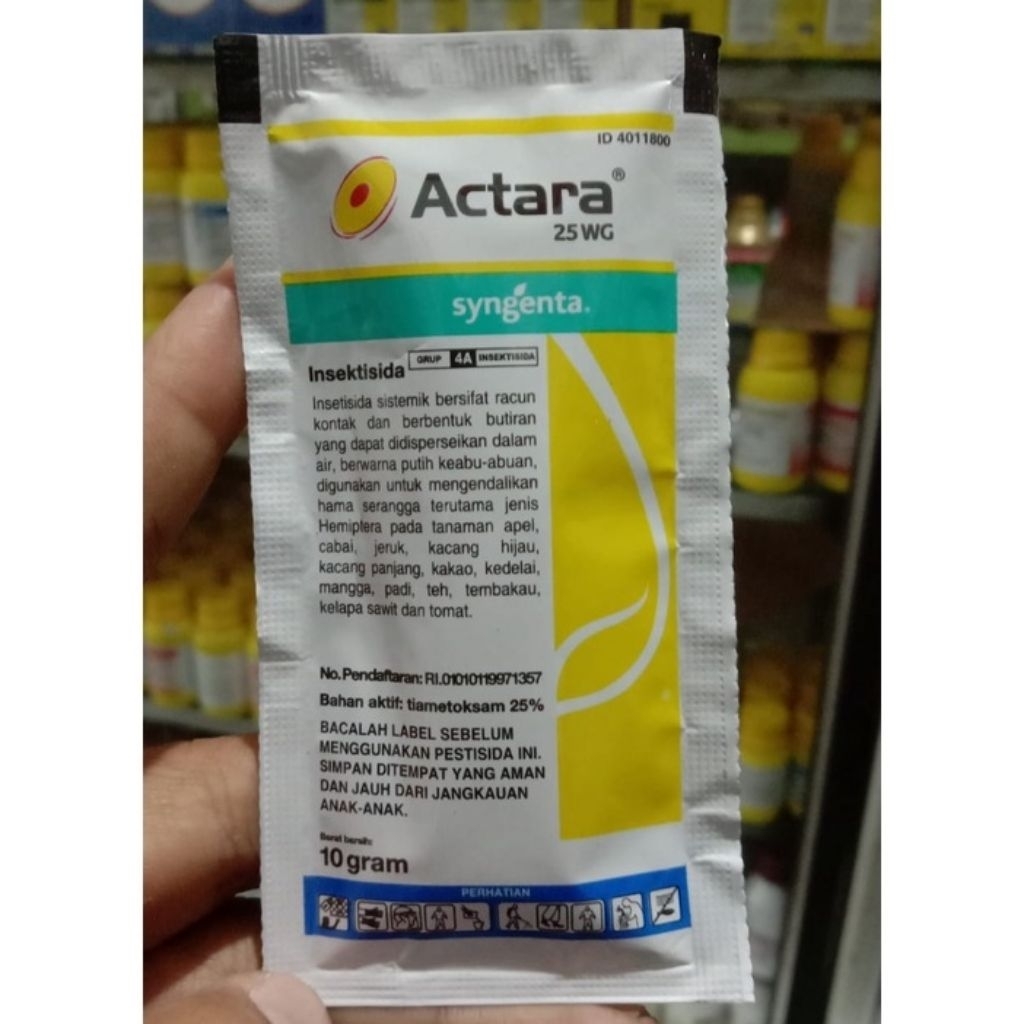 ID 4011800
Actara®
25 WG
syngenta.
Insektisida GRUP 4A INSEKTISIDA
Insetisida sistemik bersifat racun
kontak dan berbentuk butiran
yang dapat didisperseikan dalam
air, berwarna putih keabu-abuan,
digunakan untuk mengendalikan
hama serangga terutama jenis
Hemiptera pada tanaman apel,
cabai, jeruk, kacang hijau,
kacang panjang, kakao, kedelai,
mangga, padi, teh, tembakau,
kelapa sawit dan tomat.
No. Pendaftaran: RI.01010119971357
Bahan aktif: tiametoksam 25%
BACALAH LABEL SEBELUM
MENGGUNAKAN PESTISIDA INI.
SIMPAN DITEMPAT YANG AMAN
DAN JAUH DARI JANGKAUAN
ANAK-ANAK.
Berat bersih:
10 gram
PERHATIAN